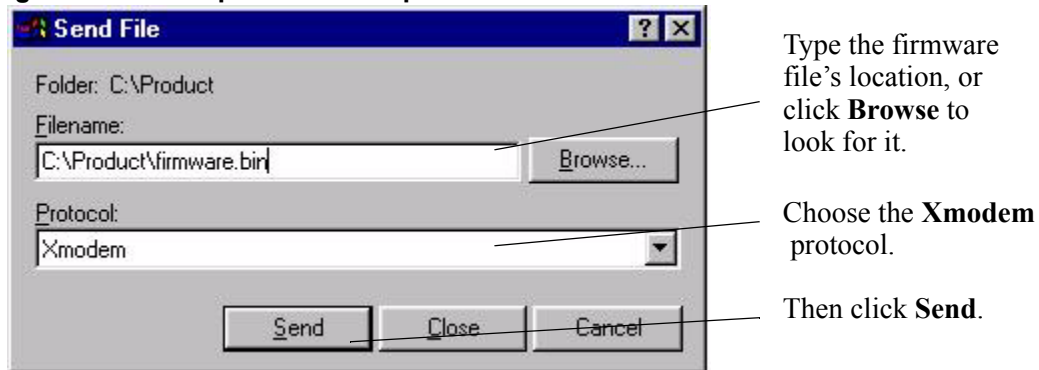 Send File
Folder: C:\Product
Filename:
C:\Product\firmware.bin
Browse...
Protocol:
Xmodem
Send
Close
Cancel
Type the firmware
file’s location, or
click Browse to
look for it.
Choose the Xmodem
protocol.
Then click Send.